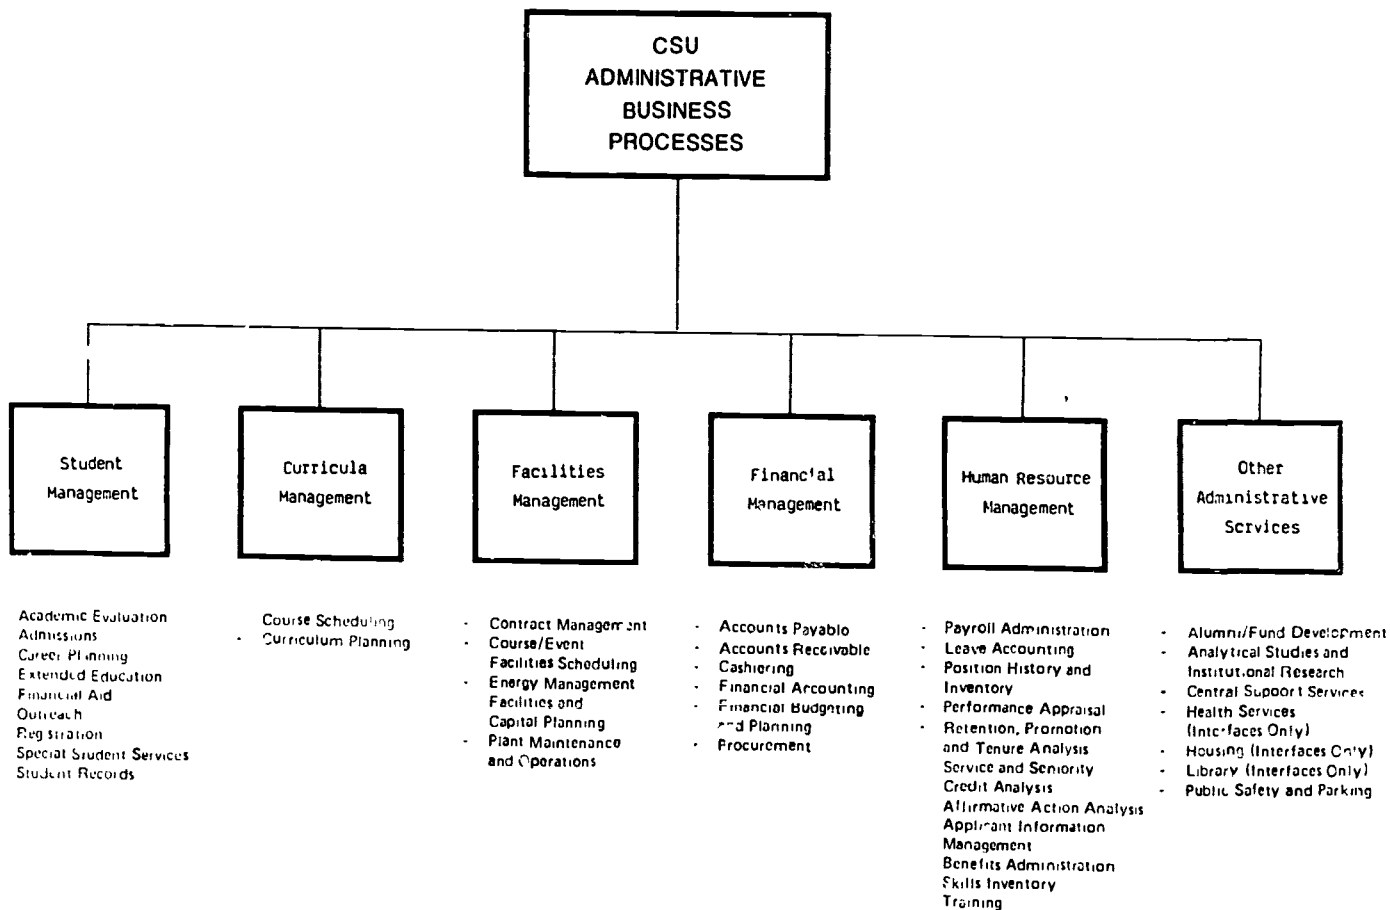 CSU
ADMINISTRATIVE
BUSINESS
PROCESSES
Student
Management
Curricula
Management
Facilities
Management
Financial
Management
Human Resource
Management
Other
Administrative
Services
Academic Evaluation
Admissions
Career Planning
Extended Education
Financial Aid
Outreach
Registration
Special Student Services
Student Records
Course Scheduling
- Curriculum Planning
- Contract Management
- Course/Event
Facilities Scheduling
- Energy Management
Facilities and
Capital Planning
- Plant Maintenance
and Operations
- Accounts Payable
- Accounts Receivable
- Cashiering
- Financial Accounting
- Financial Budgeting
and Planning
- Procurement
- Payroll Administration
- Leave Accounting
- Position History and
Inventory
- Performance Appraisal
- Retention, Promotion
and Tenure Analysis
Service and Seniority
Credit Analysis
Affirmative Action Analysis
Applicant Information
Management
Benefits Administration
Skills Inventory
Training
- Alumni/Fund Development
- Analytical Studies and
Institutional Research
- Central Support Services
- Health Services
(Interfaces Only)
- Housing (Interfaces Only)
- Library (Interfaces Only)
- Public Safety and Parking